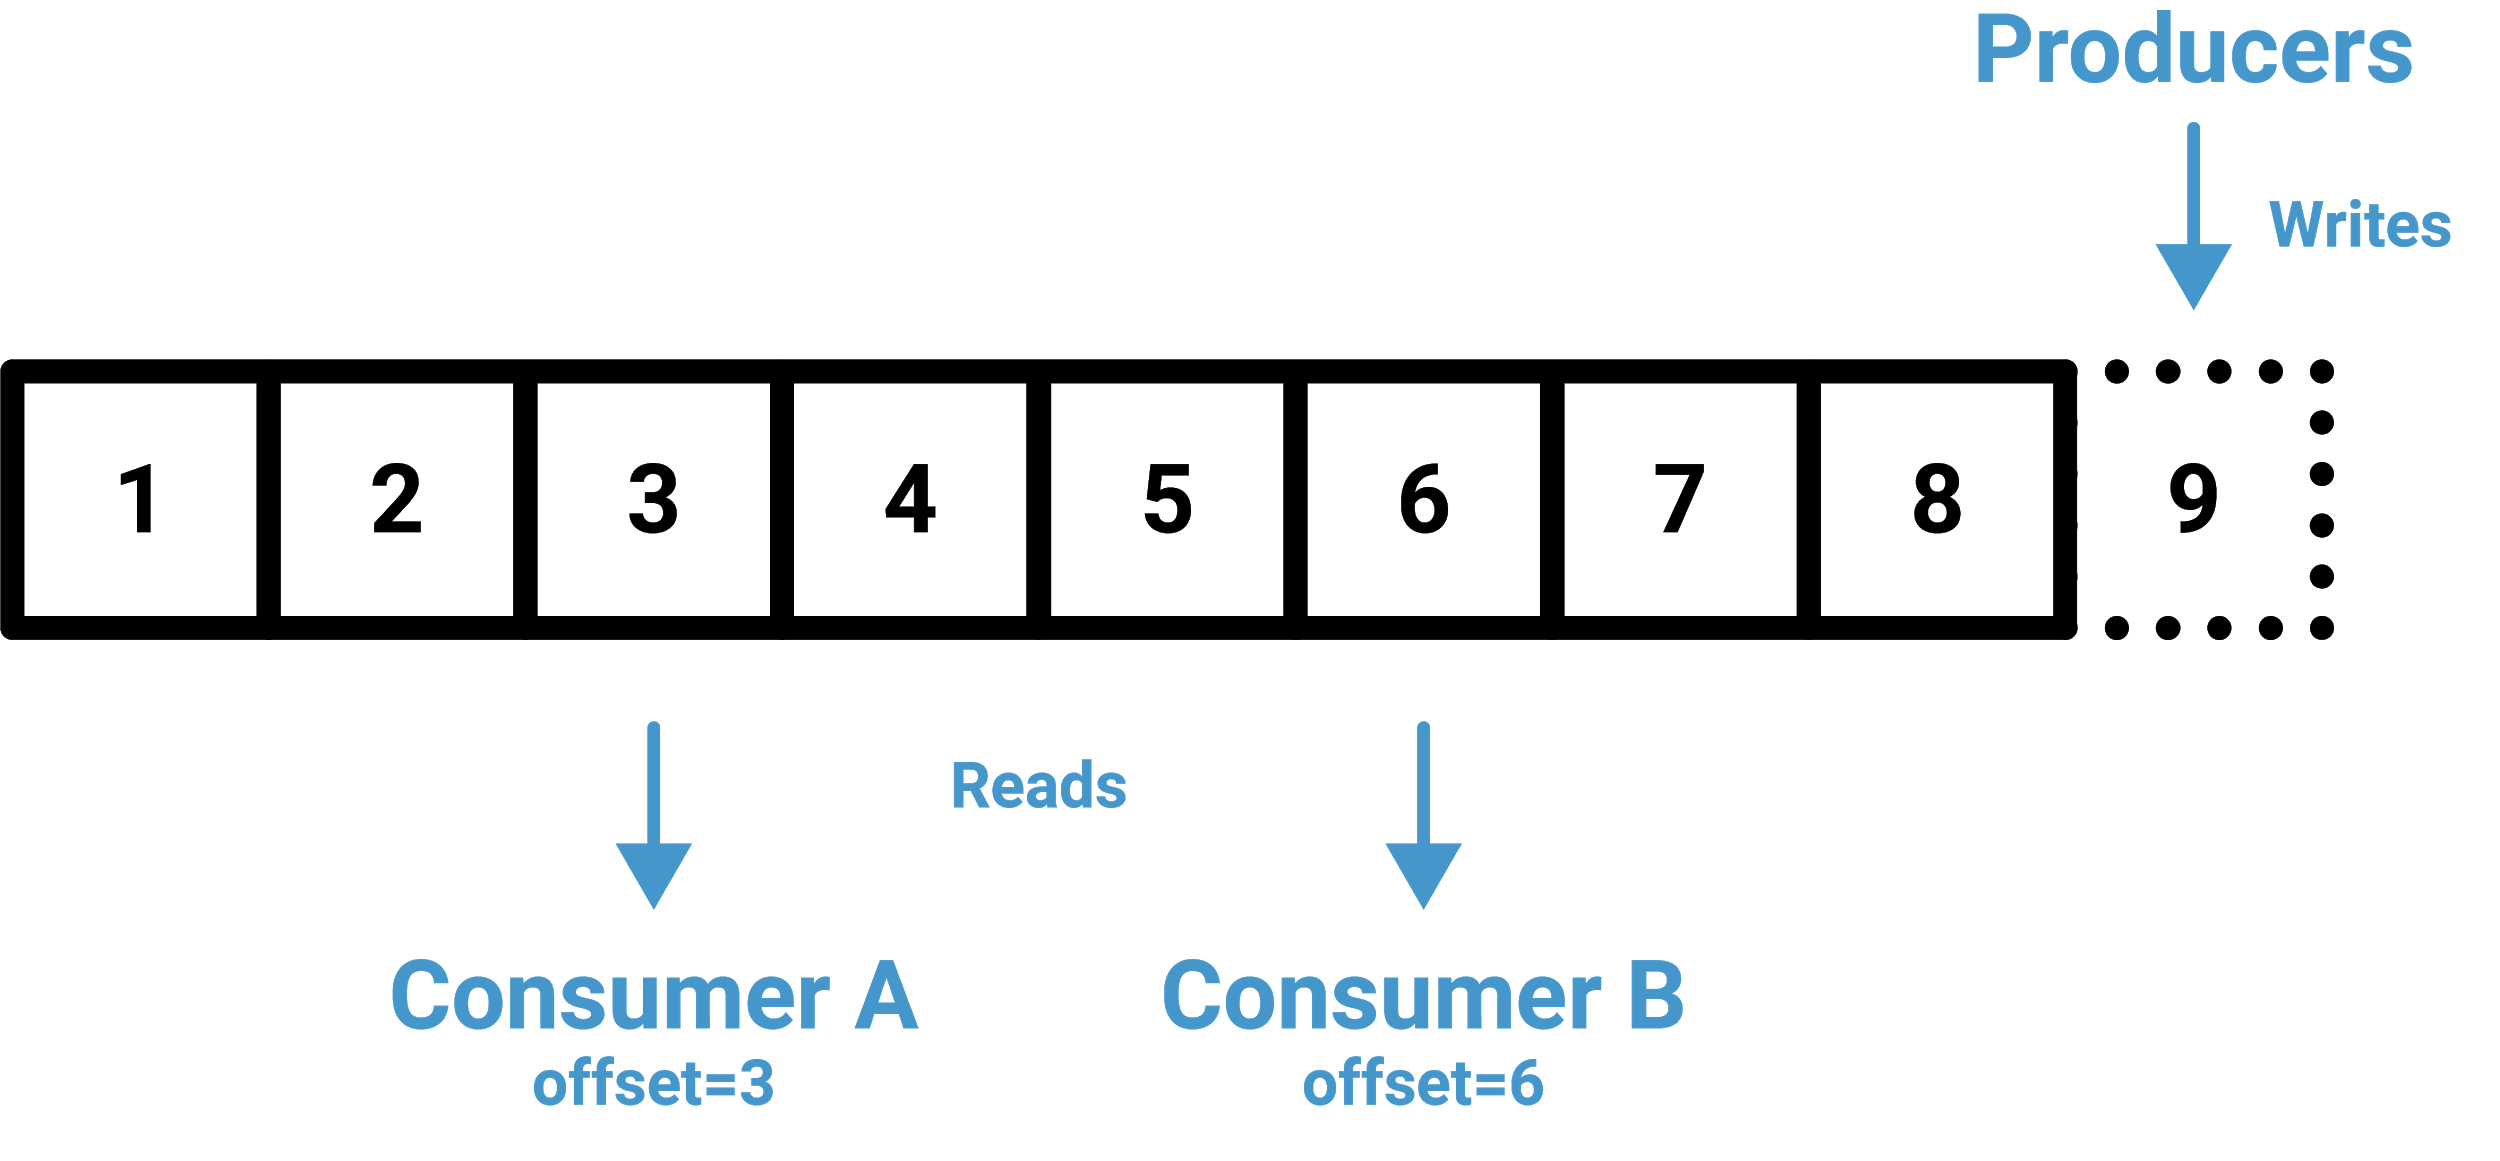 Producers
Writes
1 2 3 4 5 6 7 8 9
Reads
Consumer A
offset=3
Consumer B
offset=6